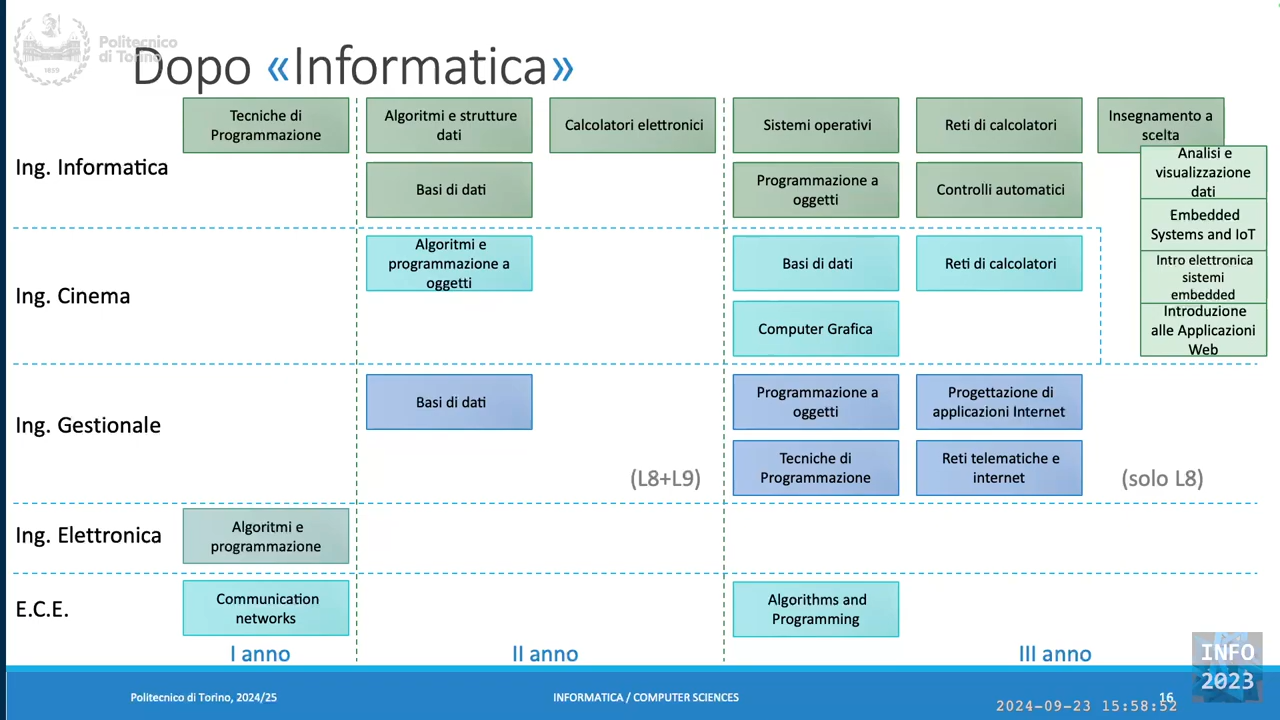 Politecnico
di Torino
1859
Dopo «Informatica»
Ing. Informatica
Tecniche di
Programmazione
Algoritmi e strutture
dati
Calcolatori elettronici
Sistemi operativi
Reti di calcolatori
Insegnamento a
scelta
Basi di dati
Programmazione a
oggetti
Controlli automatici
Analisi e
visualizzazione
dati
Embedded
Systems and IoT
Intro elettronica
sistemi
embedded
Introduzione
alle Applicazioni
Web
Ing. Cinema
Algoritmi e
programmazione a
oggetti
Basi di dati
Reti di calcolatori
Computer Grafica
Ing. Gestionale
Basi di dati
Programmazione a
oggetti
Progettazione di
applicazioni Internet
(L8+L9)
Tecniche di
Programmazione
Reti telematiche e
internet
(solo L8)
Ing. Elettronica
Algoritmi e
programmazione
E.C.E.
Communication
networks
Algorithms and
Programming
I anno
II anno
III anno
Politecnico di Torino, 2024/25
INFORMATICA / COMPUTER SCIENCES
16
INFO
2023
2024-09-23 15:58:52